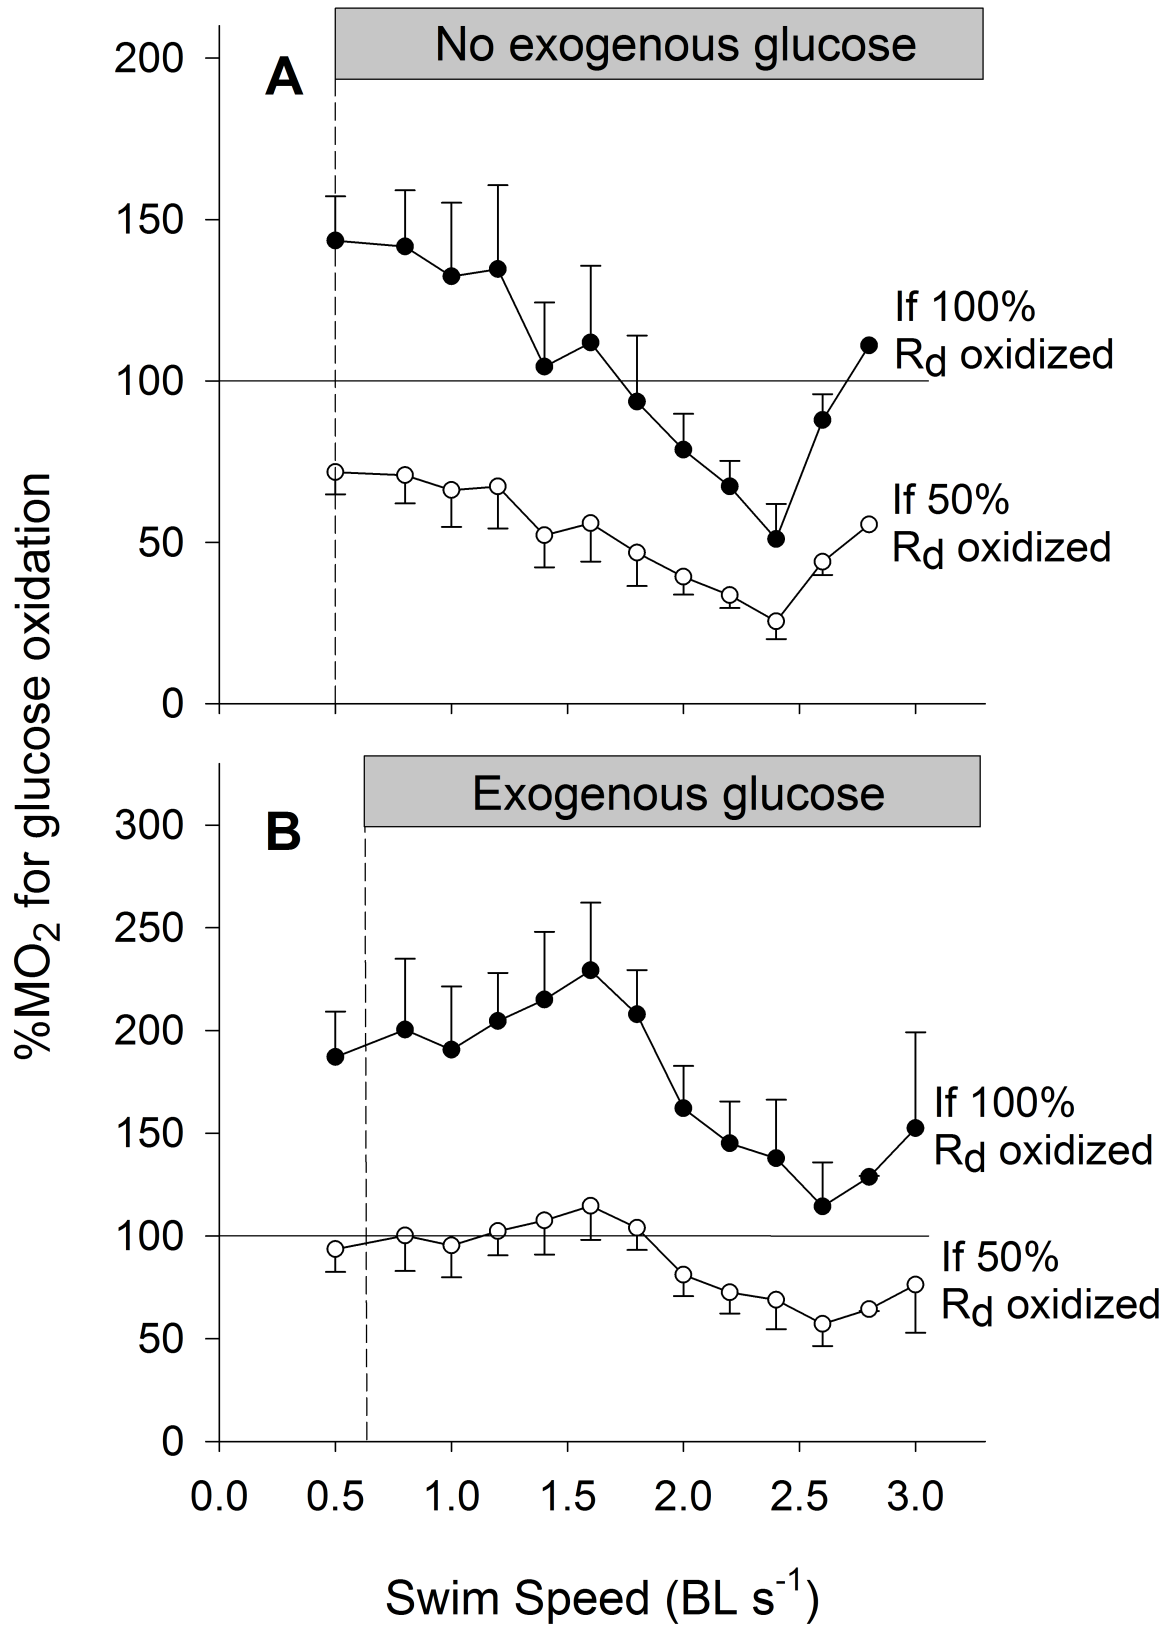 No exogenous glucose
A
200
150
100
50
0
If 100%
Rd oxidized
If 50%
Rd oxidized
%MO2 for glucose oxidation
Exogenous glucose
B
300
250
200
150
100
50
0
If 100%
Rd oxidized
If 50%
Rd oxidized
0.0 0.5 1.0 1.5 2.0 2.5 3.0
Swim Speed (BL s-1)